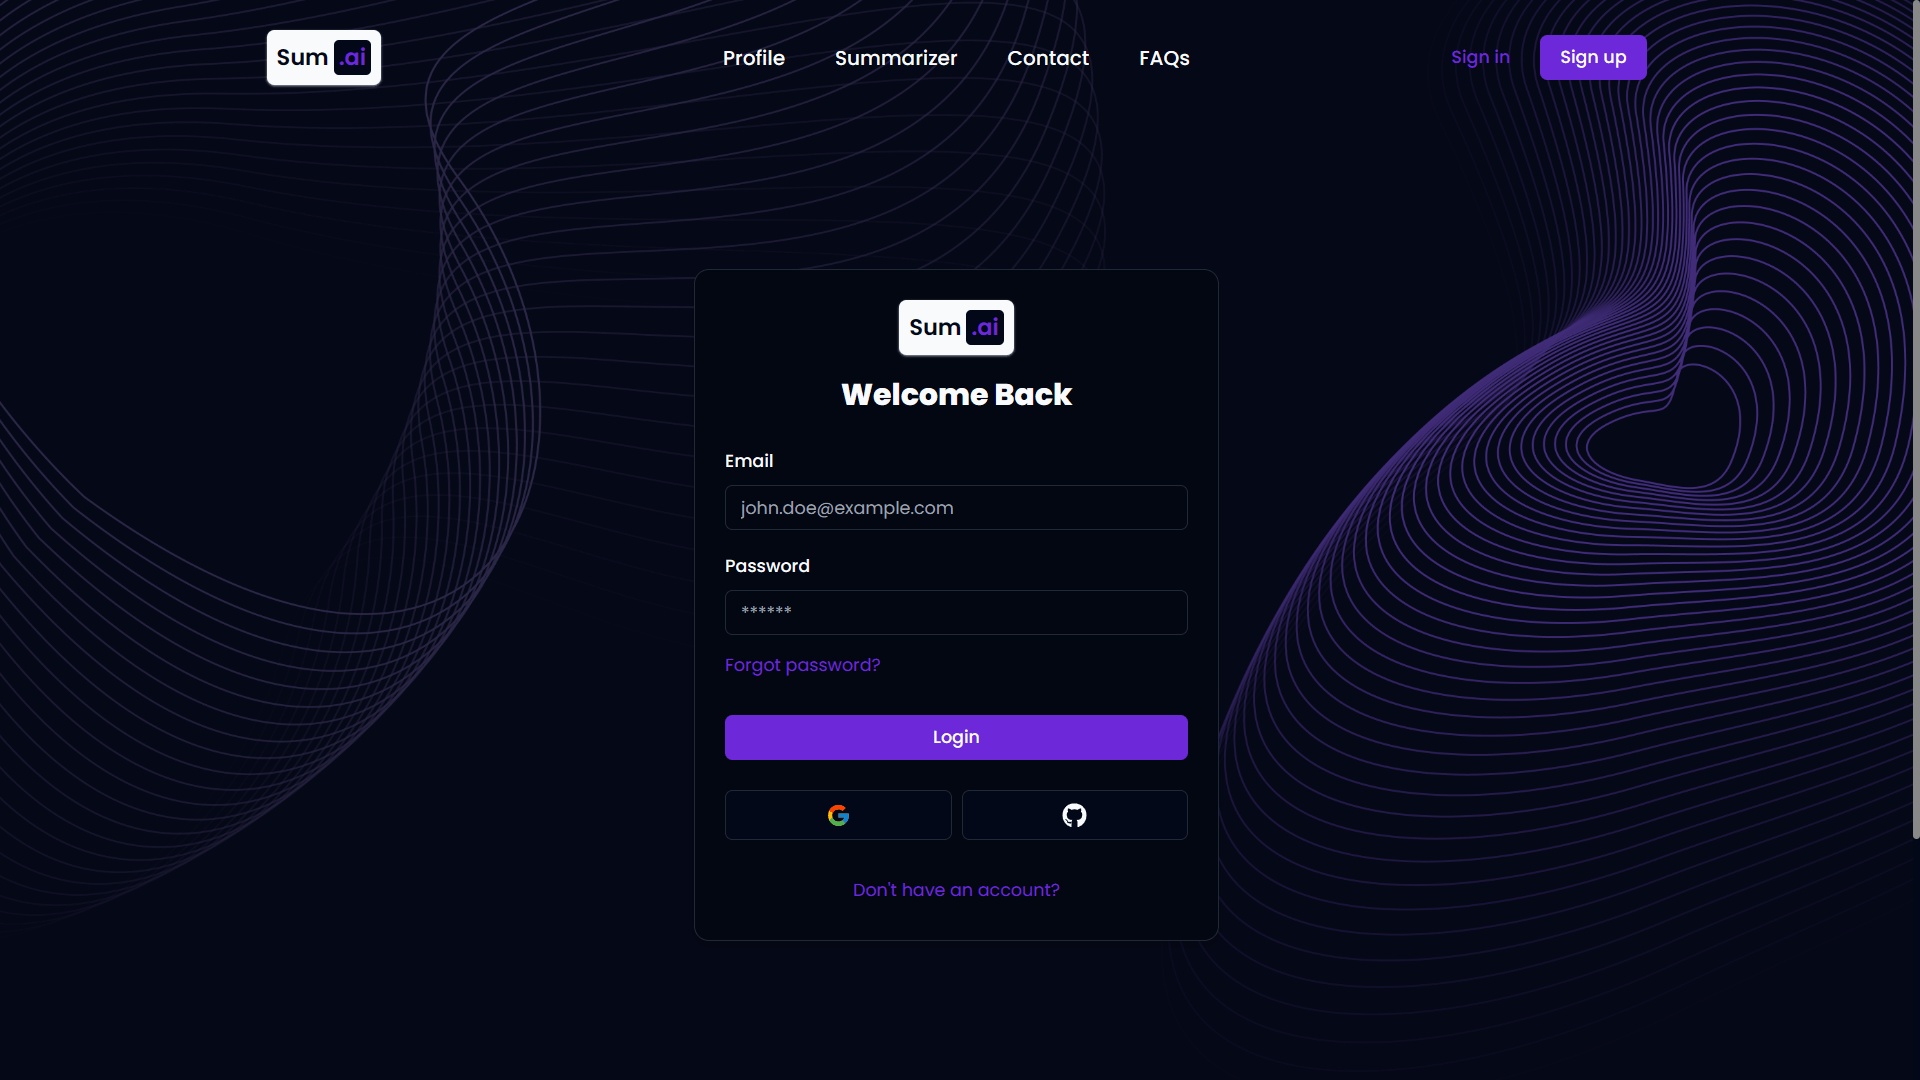 Sum .ai
Profile Summarizer Contact FAQs
Sign in Sign up
Sum .ai
Welcome Back
Email
john.doe@example.com
Password
******
Forgot password?
Login
Don't have an account?